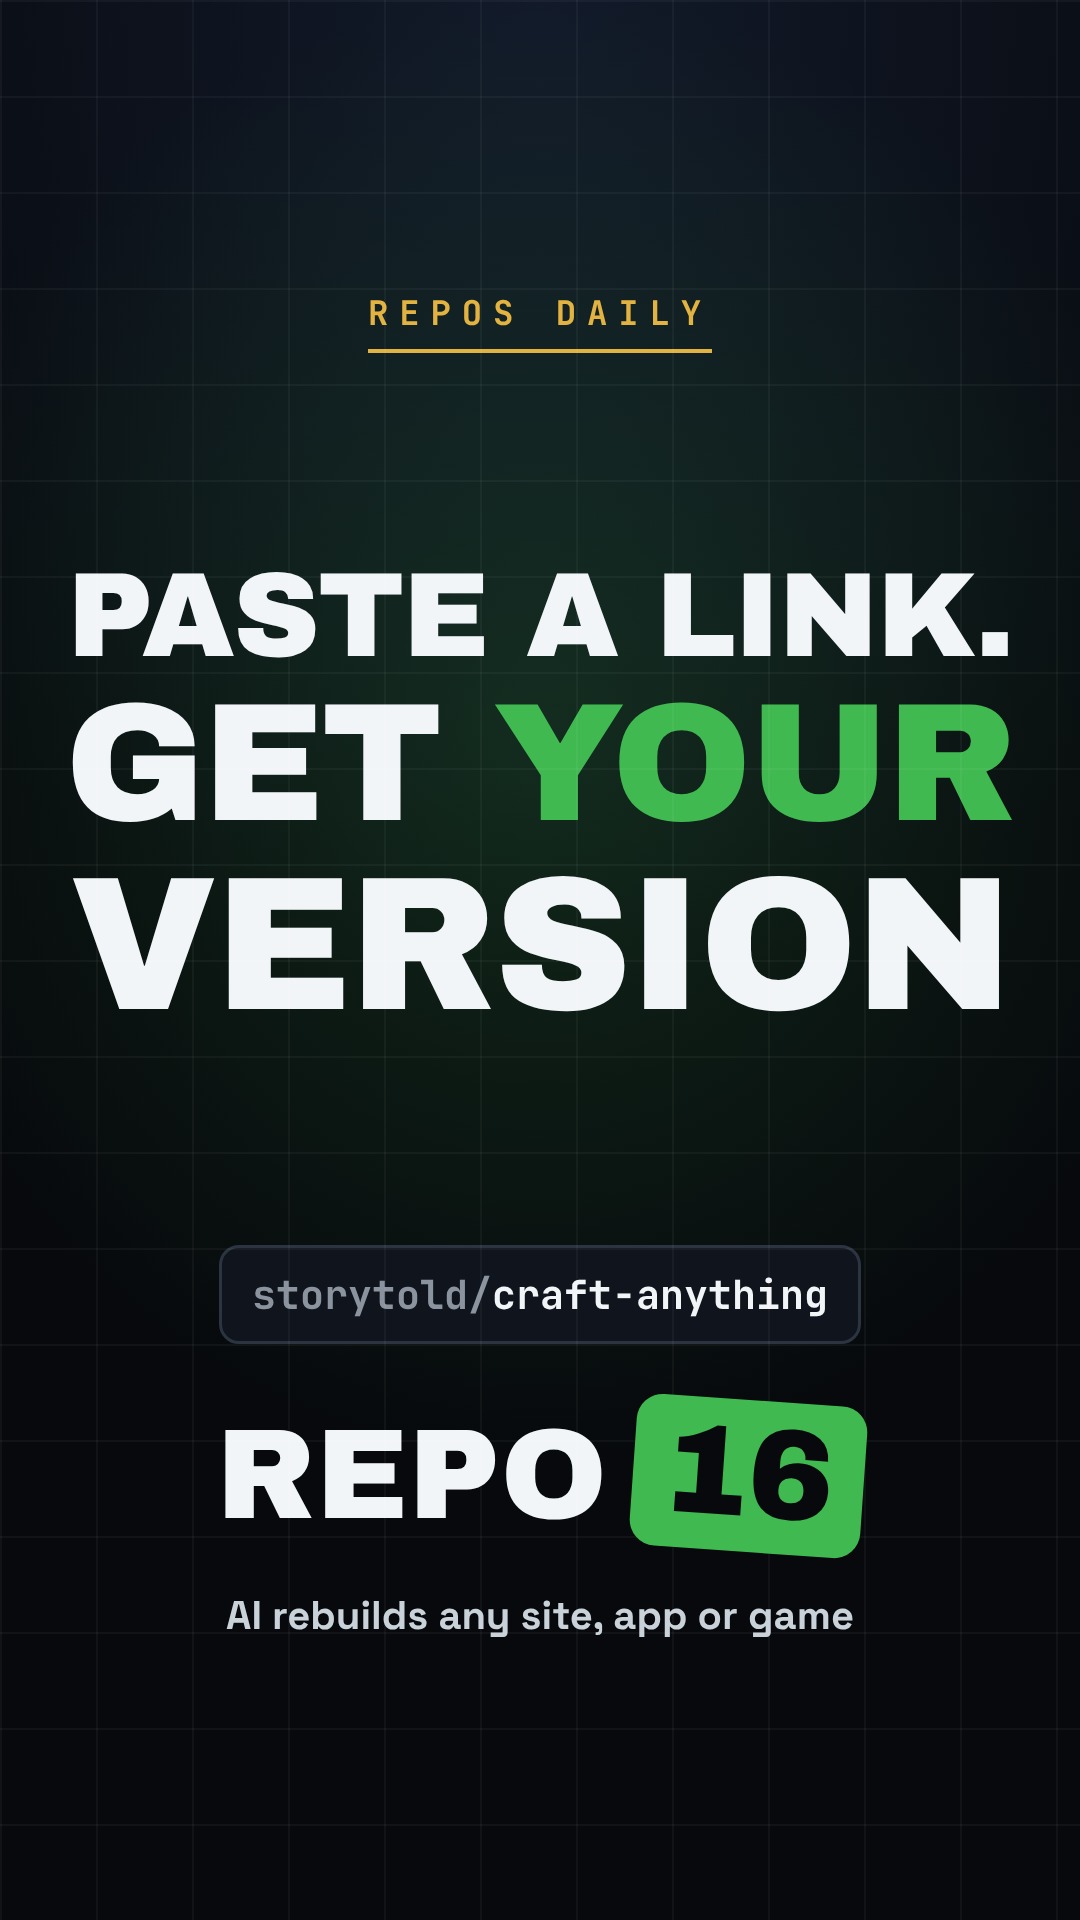 REPOS DAILY
PASTE A LINK.
GET YOUR
VERSION
storytold/craft-anything
REPO 16
AI rebuilds any site, app or game